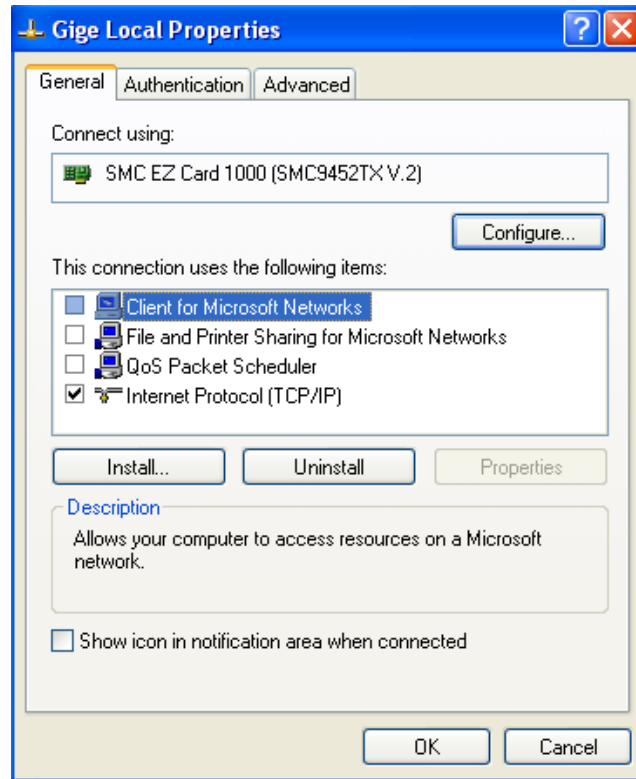 Gige Local Properties
General Authentication Advanced
Connect using:
SMC EZ Card 1000 (SMC9452TX V.2)
Configure...
This connection uses the following items:
Client for Microsoft Networks
File and Printer Sharing for Microsoft Networks
QoS Packet Scheduler
Internet Protocol (TCP/IP)
Install... Uninstall Properties
Description
Allows your computer to access resources on a Microsoft
network.
Show icon in notification area when connected
OK Cancel